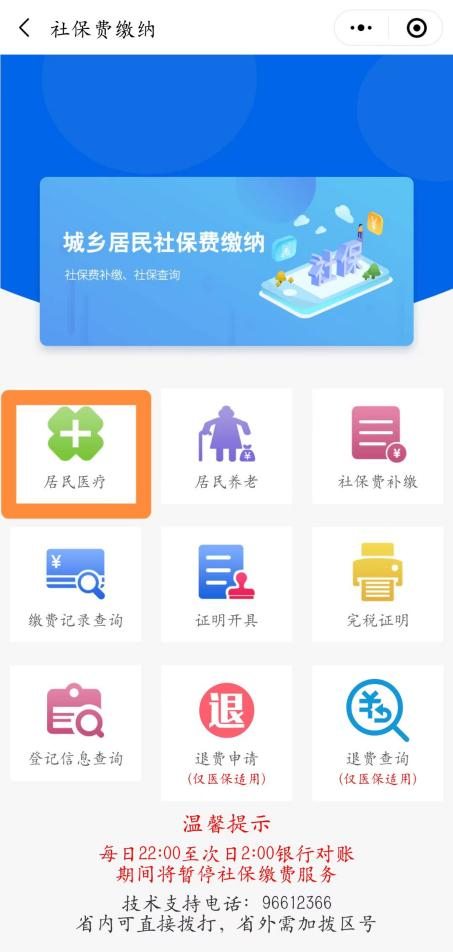 社保费缴纳
城乡居民社保费缴纳
社保费补缴、社保查询
社保
居民医疗
居民养老
社保费补缴
缴费记录查询
证明开具
完税证明
登记信息查询
退
退费申请
(仅医保适用)
退费查询
(仅医保适用)
温馨提示
每日22:00至次日2:00银行对账
期间将暂停社保缴费服务
技术支持电话：96612366
省内可直接拨打，省外需加拨区号